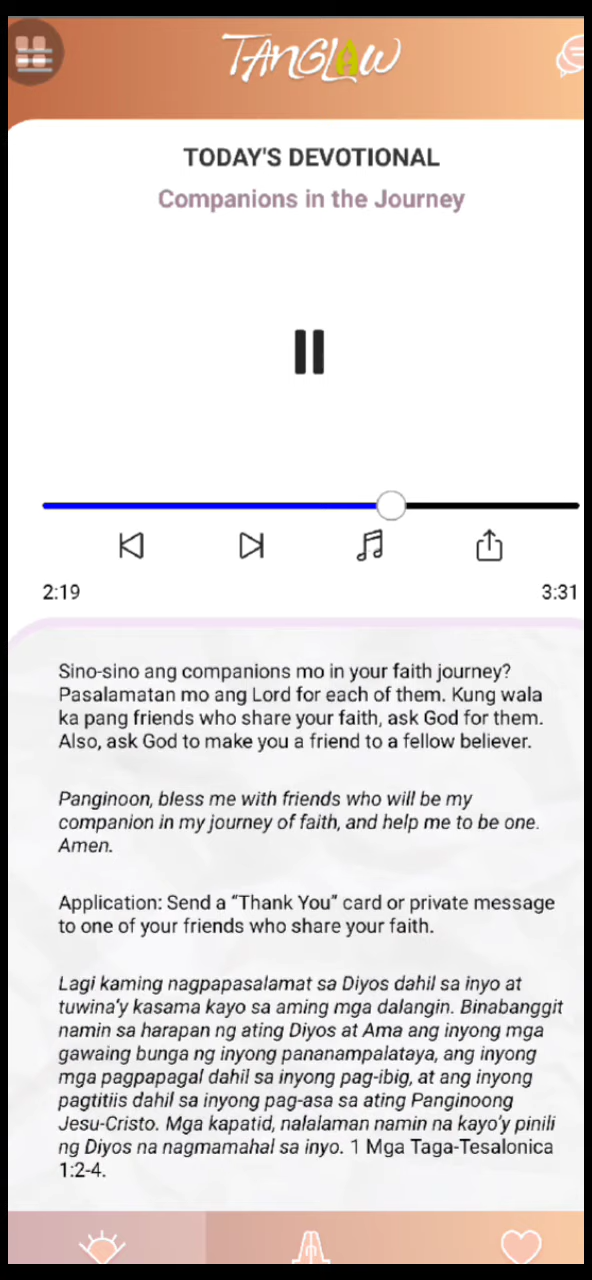 TANGLAW
TODAY'S DEVOTIONAL
Companions in the Journey
2:19
3:31
Sino-sino ang companions mo in your faith journey?
Pasalamatan mo ang Lord for each of them. Kung wala
ka pang friends who share your faith, ask God for them.
Also, ask God to make you a friend to a fellow believer.
Panginoon, bless me with friends who will be my
companion in my journey of faith, and help me to be one.
Amen.
Application: Send a “Thank You” card or private message
to one of your friends who share your faith.
Lagi kaming nagpapasalamat sa Diyos dahil sa inyo at
tuwina’y kasama kayo sa aming mga dalangin. Binabanggit
namin sa harapan ng ating Diyos at Ama ang inyong mga
gawaing bunga ng inyong pananampalataya, ang inyong
mga pagpapagal dahil sa inyong pag-ibig, at ang inyong
pagtitiis dahil sa inyong pag-asa sa ating Panginoong
Jesu-Cristo. Mga kapatid, nalalaman namin na kayo’y pinili
ng Diyos na nagmamahal sa inyo. 1 Mga Taga-Tesalonica
1:2-4.